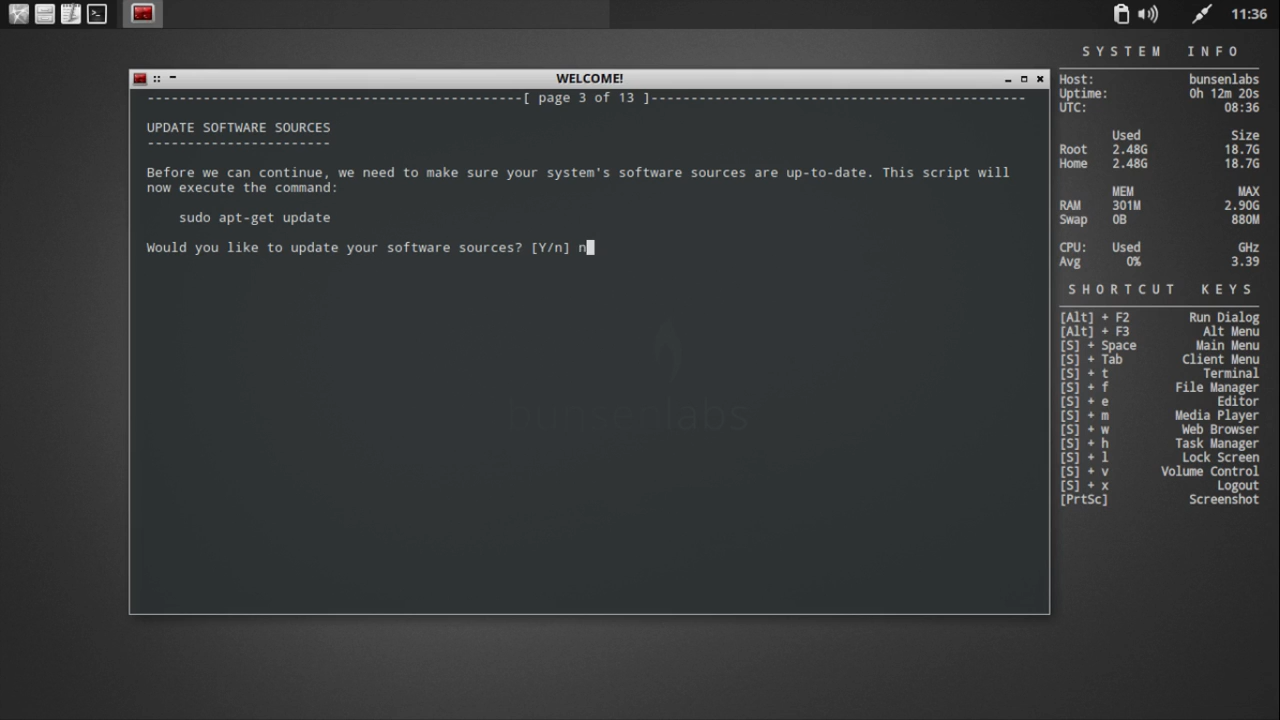 11:36
WELCOME!
-----------------------------------------------[ page 3 of 13 ]-----------------------------------------------
UPDATE SOFTWARE SOURCES
-----------------------
Before we can continue, we need to make sure your system's software sources are up-to-date. This script will
now execute the command:
sudo apt-get update
Would you like to update your software sources? [Y/n] n
bunsenlabs
SYSTEM INFO
Host: bunsenlabs
Uptime: 0h 12m 20s
UTC: 08:36
Used Size
Root 2.48G 18.7G
Home 2.48G 18.7G
MEM MAX
RAM 301M 2.90G
Swap 0B 880M
CPU: Used GHz
Avg 0% 3.39
SHORTCUT KEYS
[Alt] + F2 Run Dialog
[Alt] + F3 Alt Menu
[S] + Space Main Menu
[S] + Tab Client Menu
[S] + t Terminal
[S] + f File Manager
[S] + e Editor
[S] + m Media Player
[S] + w Web Browser
[S] + h Task Manager
[S] + l Lock Screen
[S] + v Volume Control
[S] + x Logout
[PrtSc] Screenshot